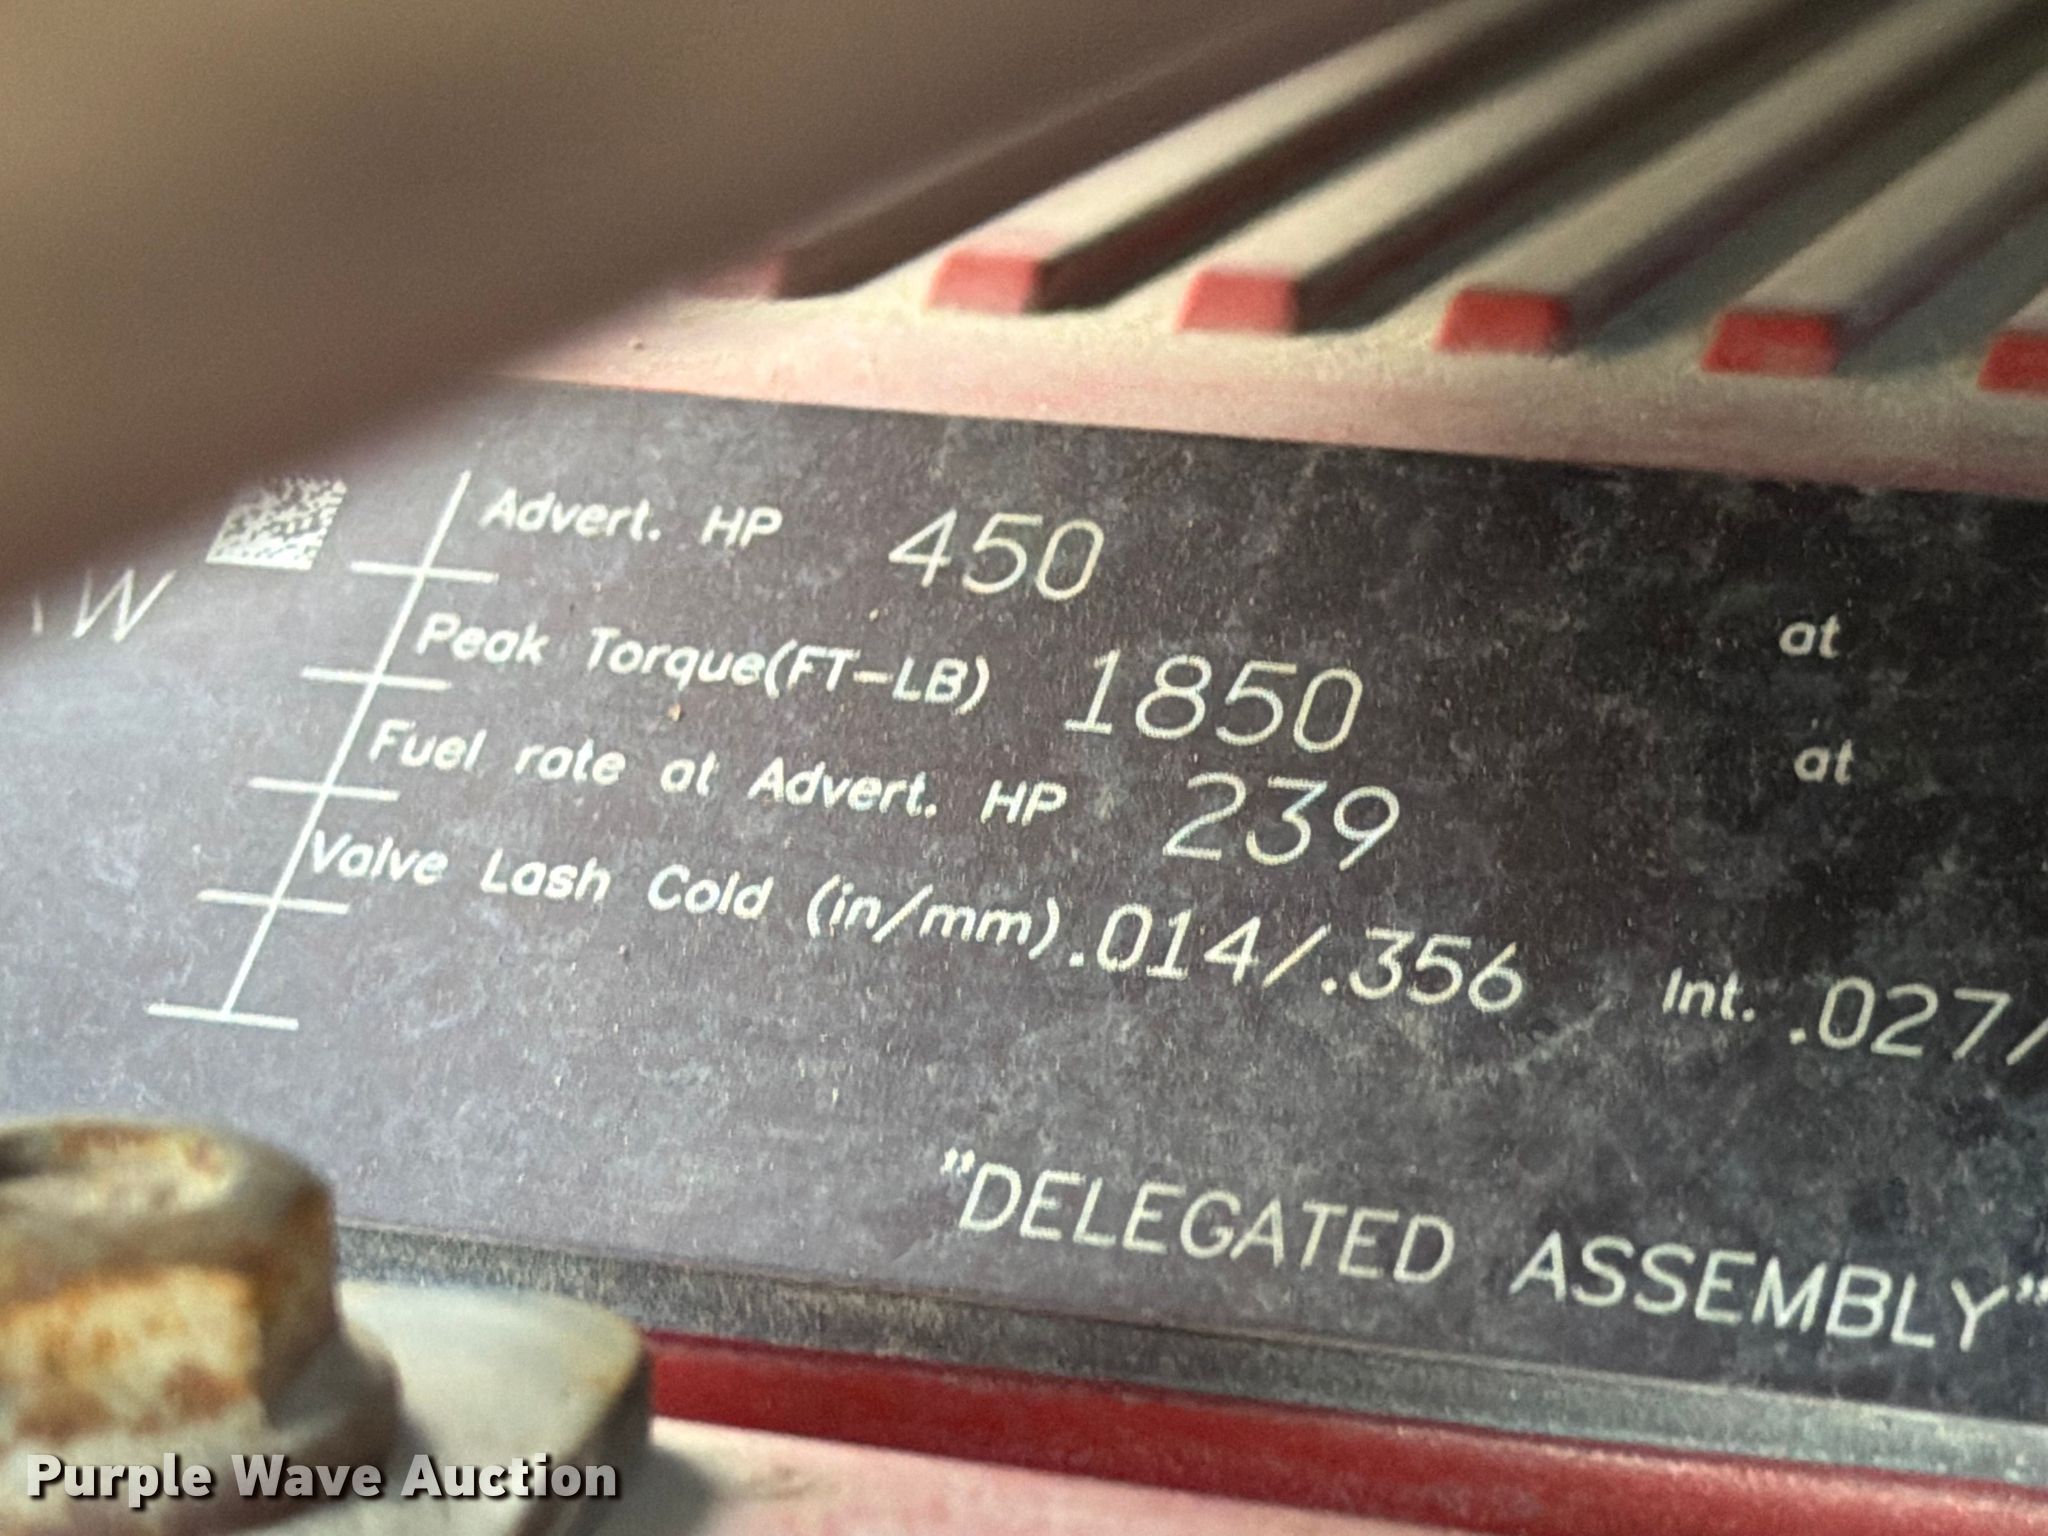 Advert. HP 450 at
W
Peak Torque(FT-LB) 1850 at
Fuel rate at Advert. HP 239
Valve Lash Cold (in/mm) .014/.356 Int. .027/
"DELEGATED ASSEMBLY"
Purple Wave Auction